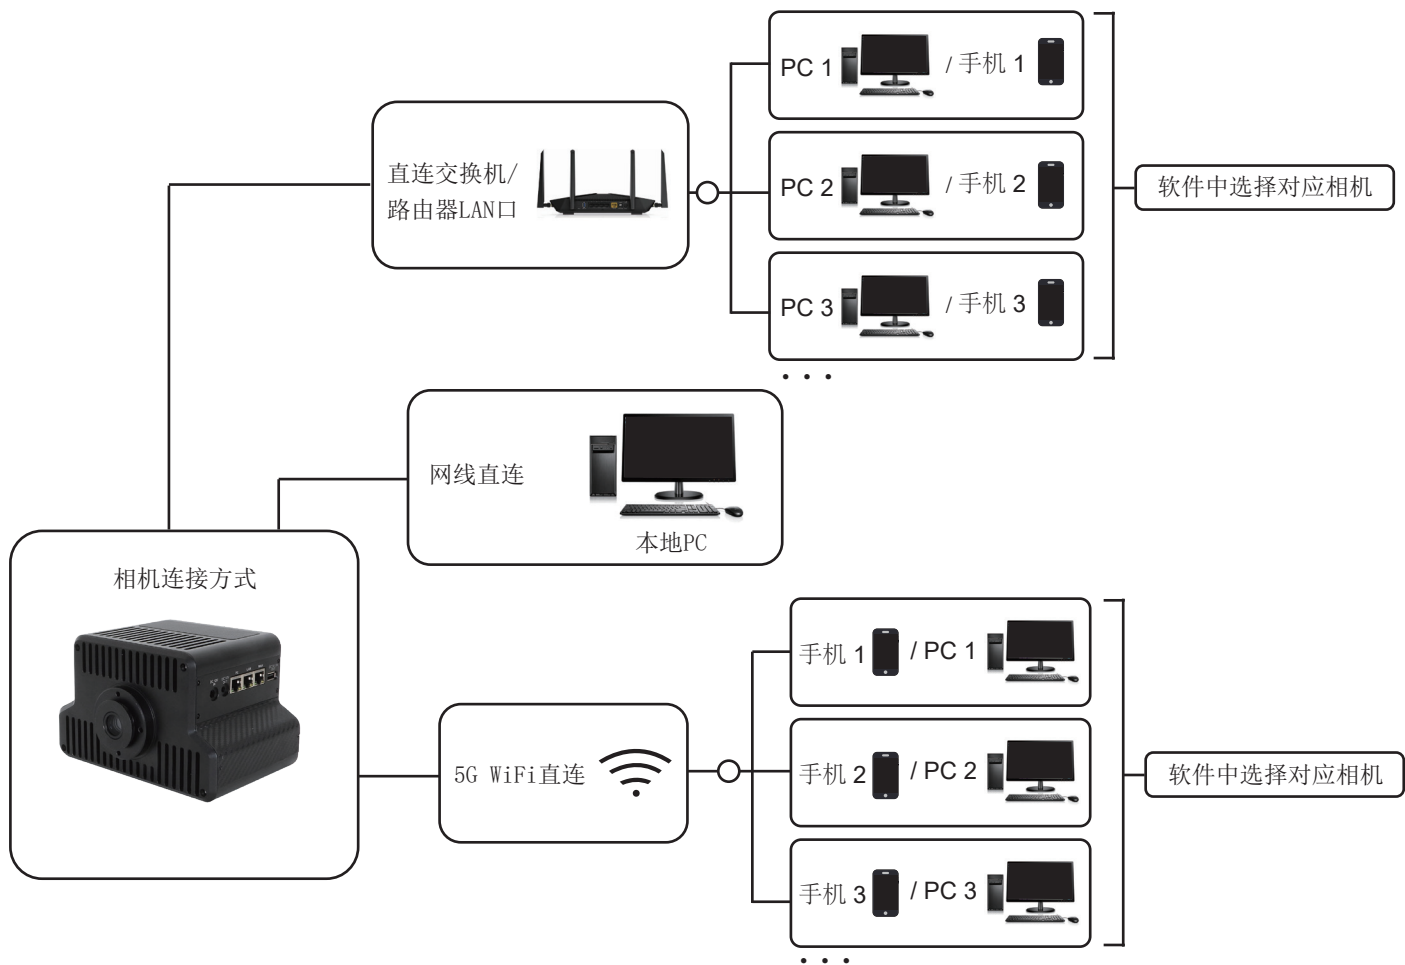 PC 1 / 手机 1
直连交换机/
路由器LAN口
PC 2 / 手机 2
软件中选择对应相机
PC 3 / 手机 3
· · ·
网线直连
本地PC
相机连接方式
手机 1 / PC 1
5G WiFi直连
手机 2 / PC 2
软件中选择对应相机
手机 3 / PC 3
· · ·